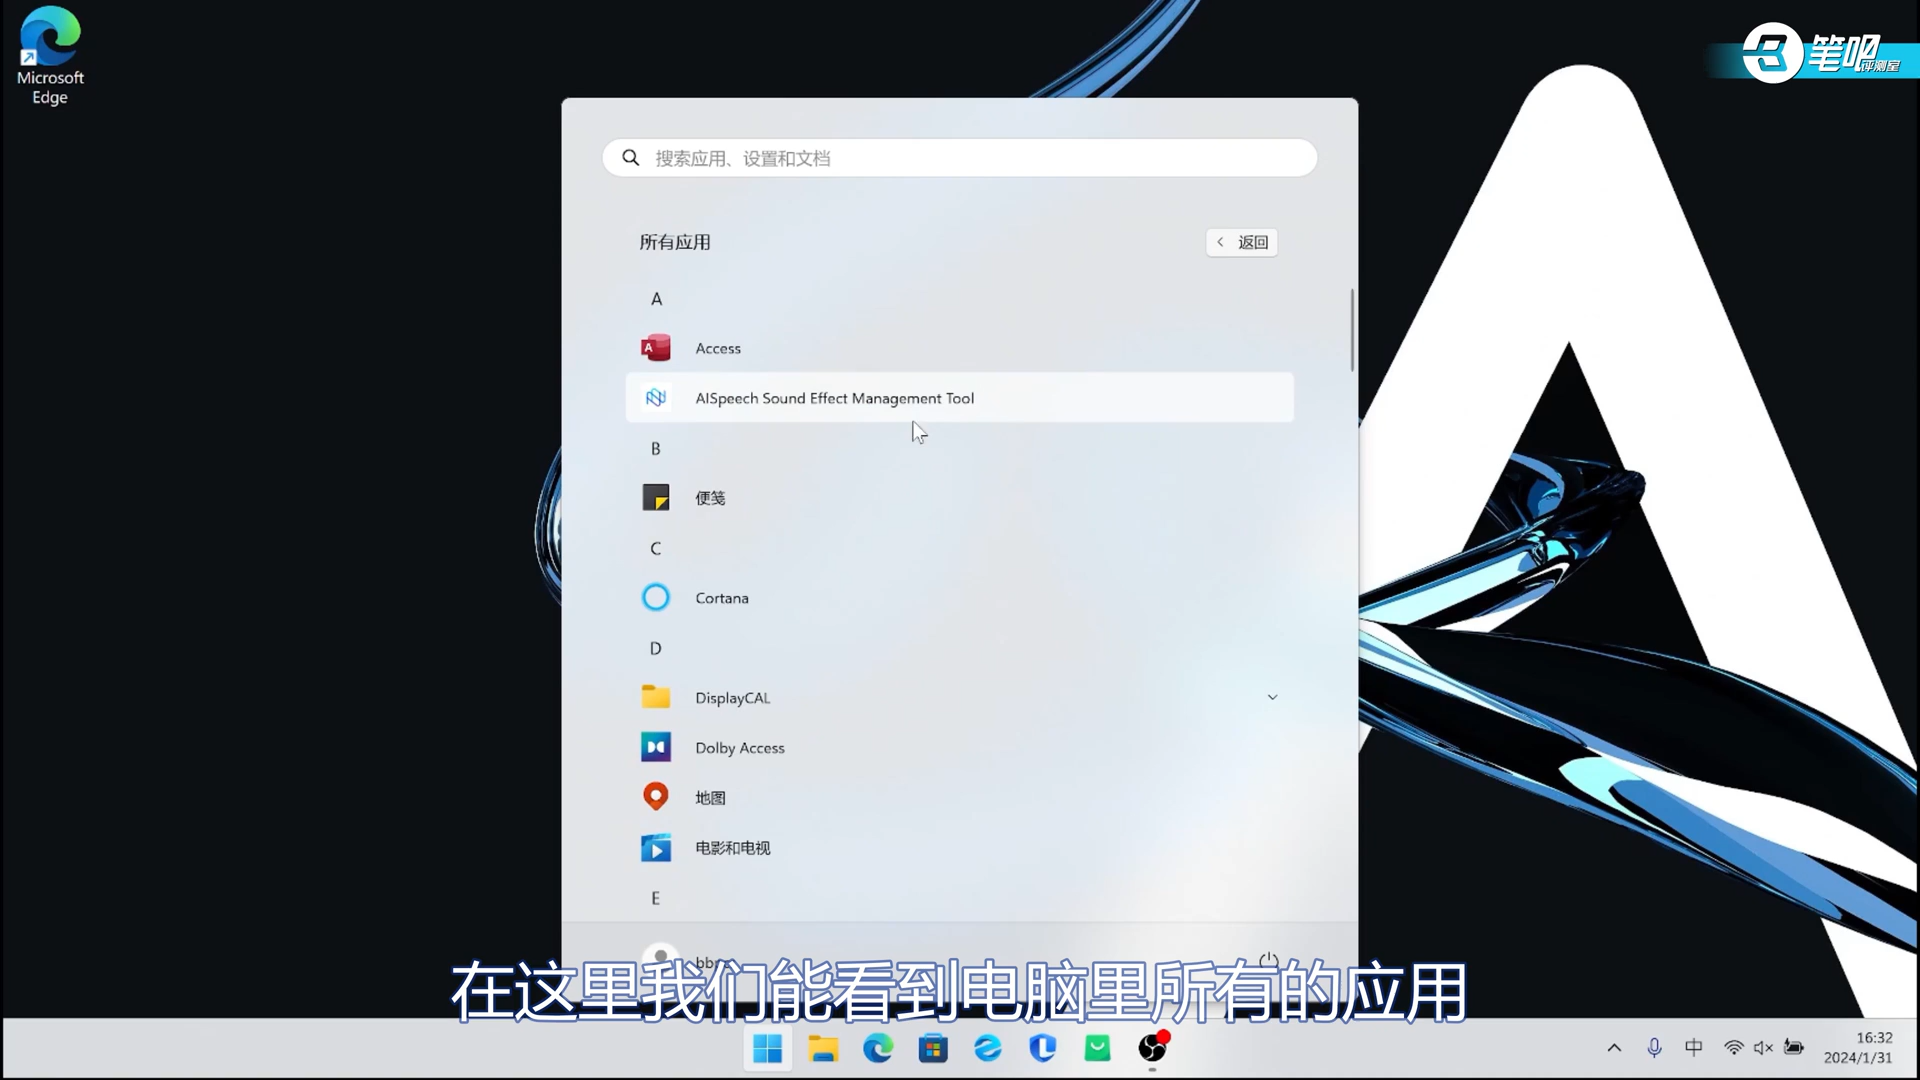 Microsoft
Edge
笔吧
评测室
搜索应用、设置和文档
所有应用
返回
A
Access
AISpeech Sound Effect Management Tool
B
便笺
C
Cortana
D
DisplayCAL
Dolby Access
地图
电影和电视
E
在这里我们能看到电脑里所有的应用
中
16:32
2024/1/31